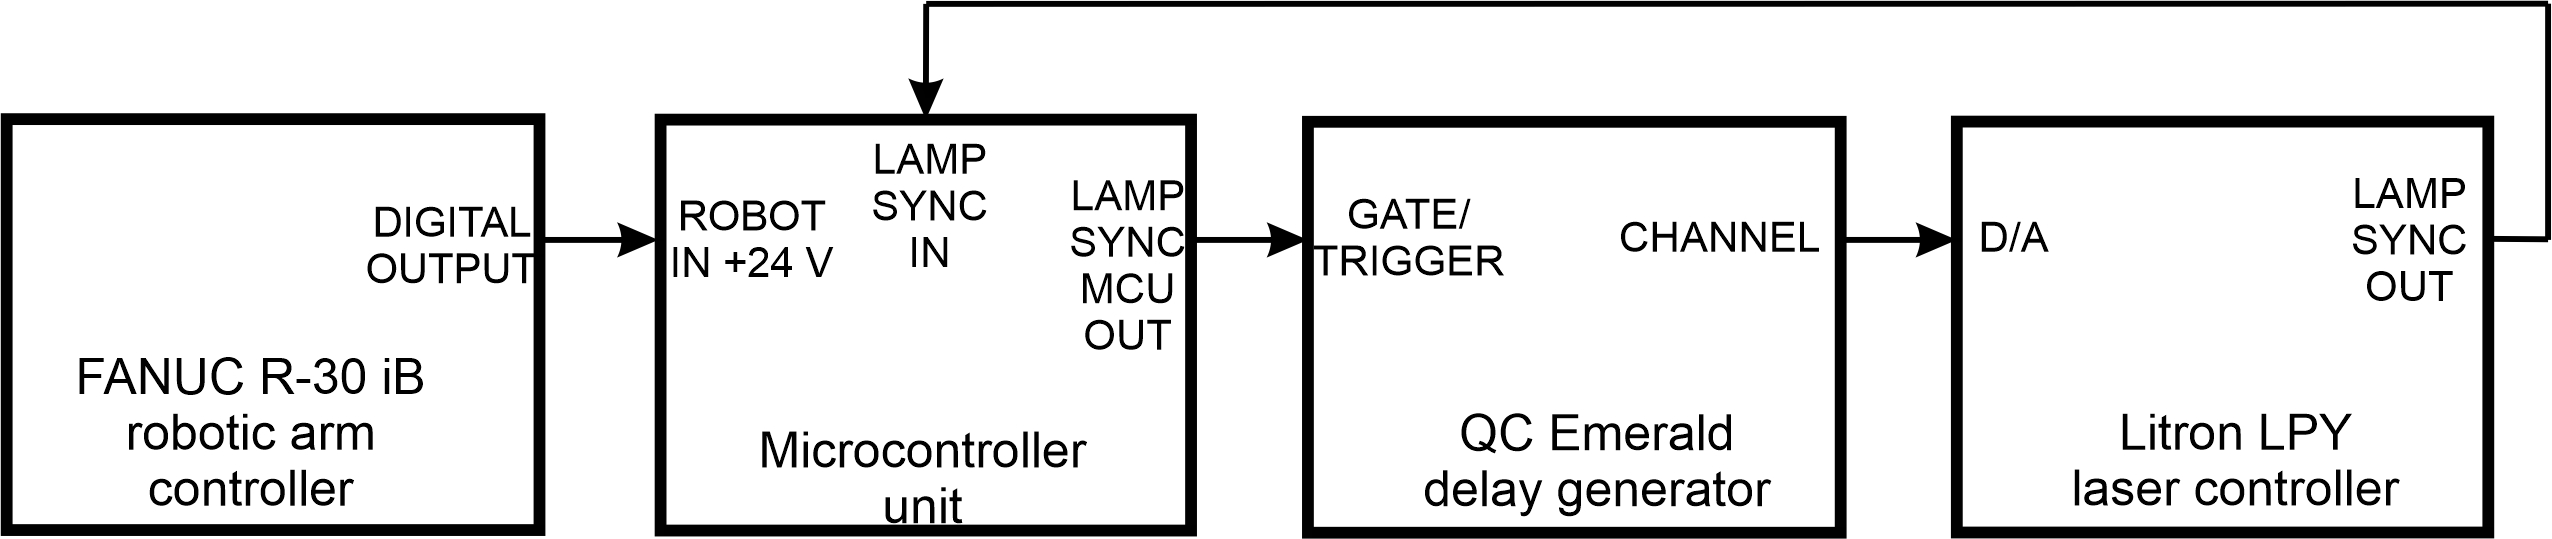 DIGITAL
OUTPUT
FANUC R-30 iB
robotic arm
controller
ROBOT
IN +24 V
LAMP
SYNC
IN
LAMP
SYNC
MCU
OUT
Microcontroller
unit
GATE/
TRIGGER
CHANNEL
QC Emerald
delay generator
D/A
LAMP
SYNC
OUT
Litron LPY
laser controller